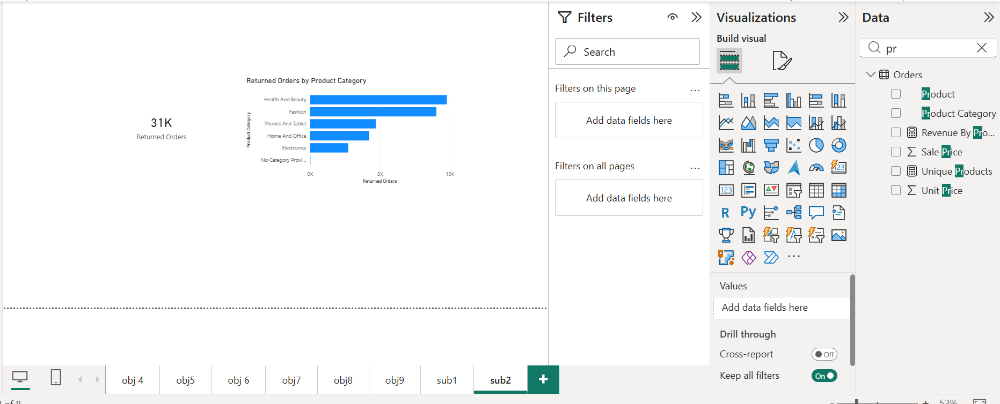 31K
Returned Orders
Returned Orders by Product Category
Product Category
Health And Beauty
Fashion
Phones And Tablet
Home And Office
Electronics
No Category Provi...
0K
5K
10K
Returned Orders
Filters
Search
Filters on this page
...
Add data fields here
Filters on all pages
...
Add data fields here
Visualizations
Build visual
123
123
R
Py
...
Values
Add data fields here
Drill through
Cross-report
Off
Keep all filters
On
Data
pr
Orders
Product
Product Category
Revenue By Pro...
Sale Price
Unique Products
Unit Price
obj 4
obj5
obj 6
obj7
obj8
obj9
sub1
sub2
+
53%